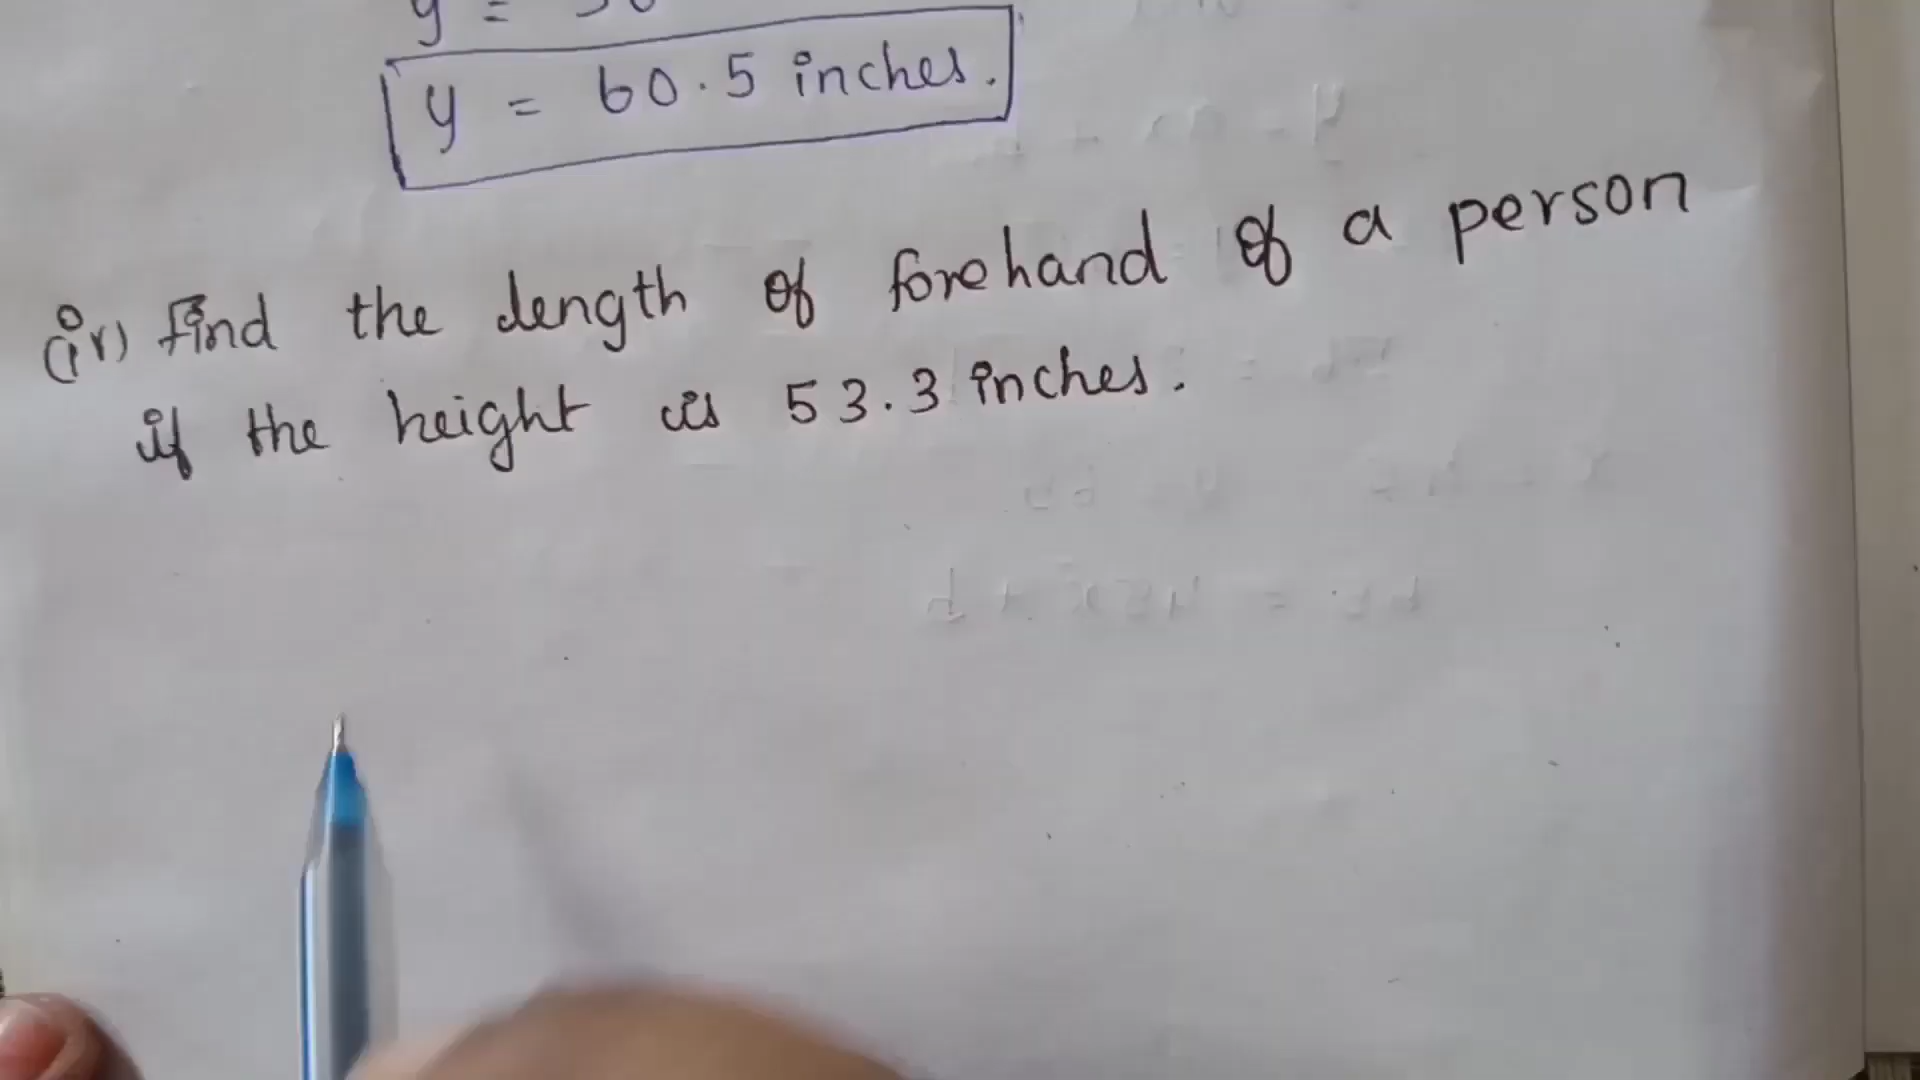 y =
y = 60.5 inches.
(iv) Find the length of forehand of a person
if the height is 53.3 inches.